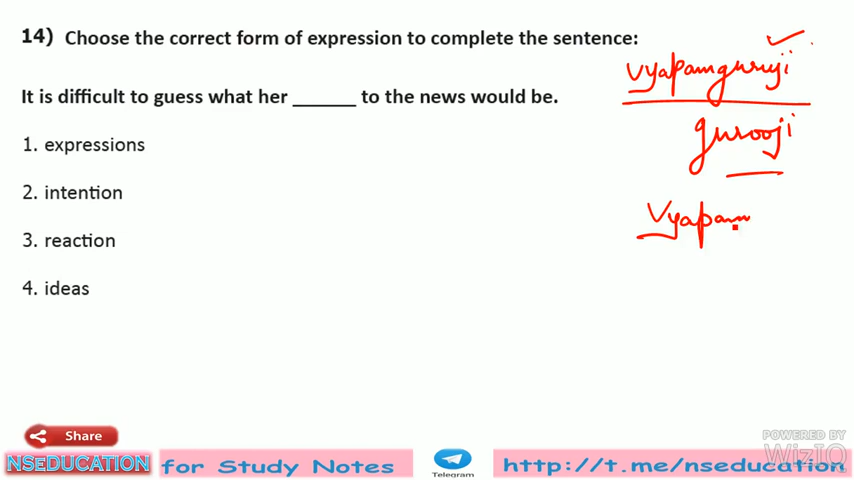 14) Choose the correct form of expression to complete the sentence:
vyapamguruji
It is difficult to guess what her ______ to the news would be.
gurooji
1. expressions
2. intention
Vyapam
3. reaction
4. ideas
Share
POWERED BY
WizIQ
NSEDUCATION for Study Notes
Telegram
http://t.me/nseducation